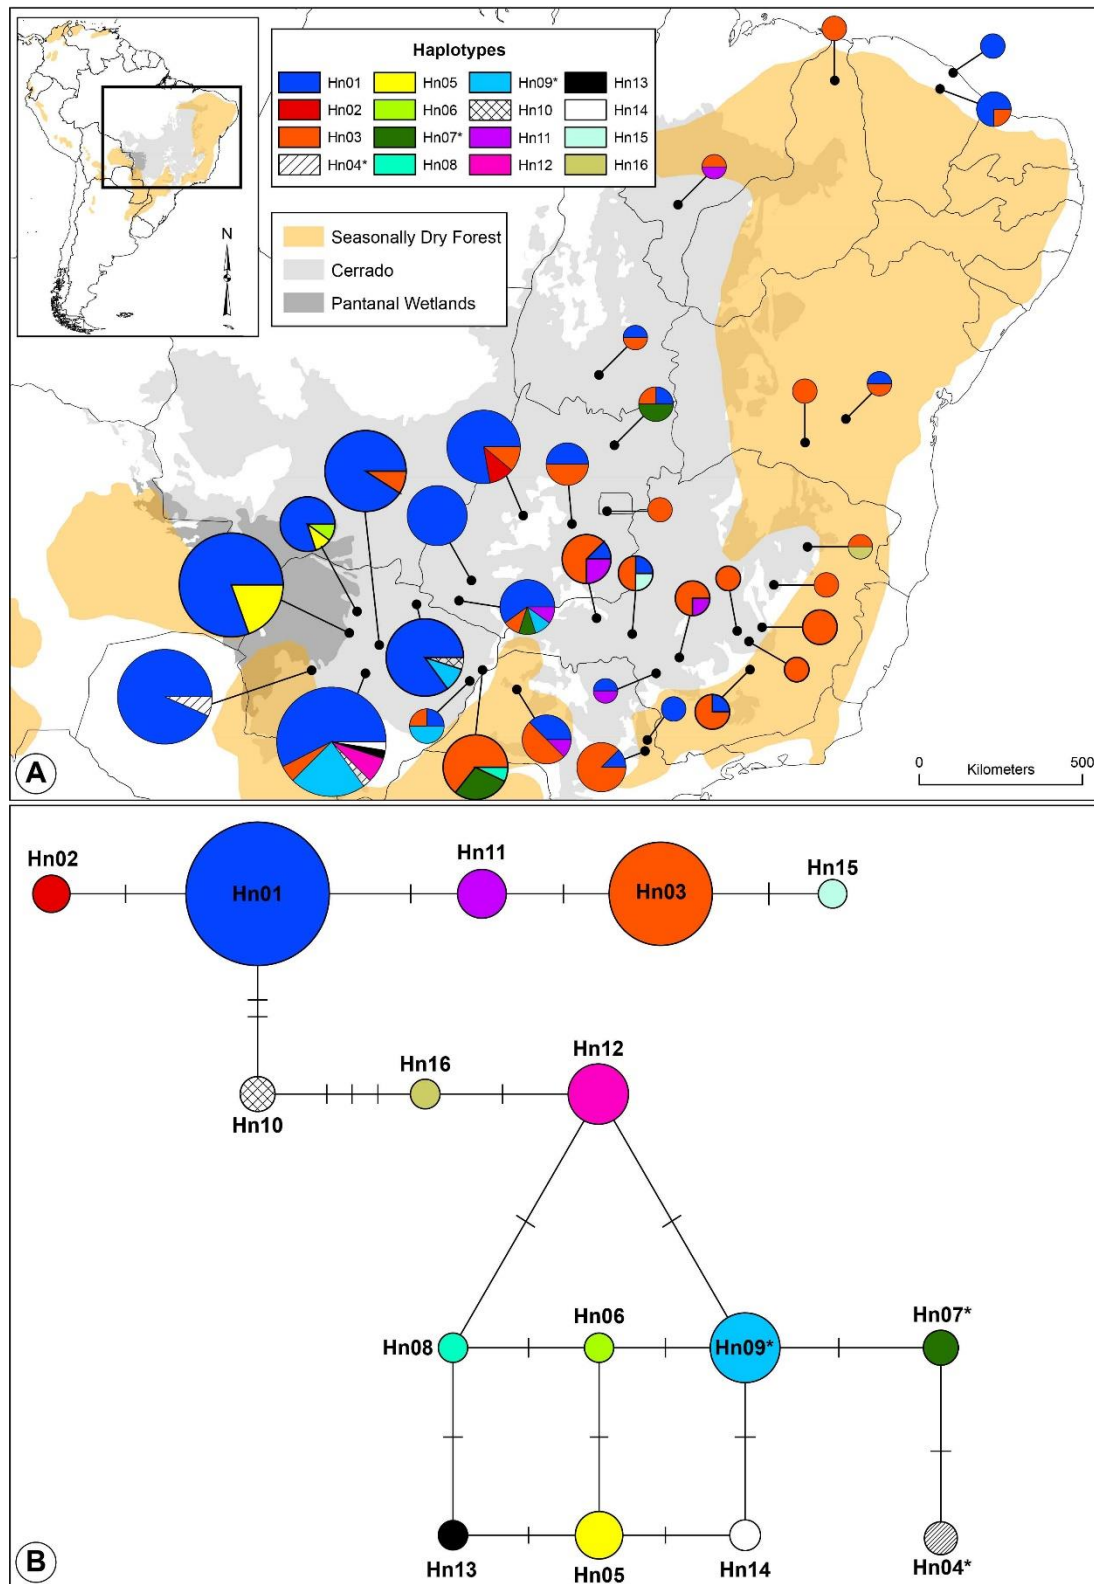 N
Haplotypes
Hn01 Hn05 Hn09* Hn13
Hn02 Hn06 Hn10 Hn14
Hn03 Hn07* Hn11 Hn15
Hn04* Hn08 Hn12 Hn16
Seasonally Dry Forest
Cerrado
Pantanal Wetlands
A
0 500
Kilometers
Hn02 Hn01 Hn11 Hn03 Hn15
Hn10 Hn16 Hn12
Hn08 Hn06 Hn09* Hn07*
Hn13 Hn05 Hn14 Hn04*
B